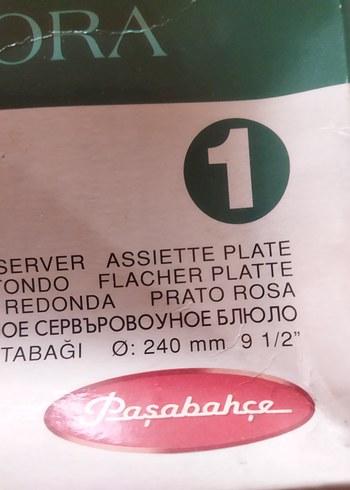 ORA
1
SERVER ASSIETTE PLATE
TONDO FLACHER PLATTE
REDONDA PRATO ROSA
ОЕ СЕРВЪРОВОУНОЕ БЛЮЛО
TABAĞI Ø: 240 mm 9 1/2"
Paşabahçe